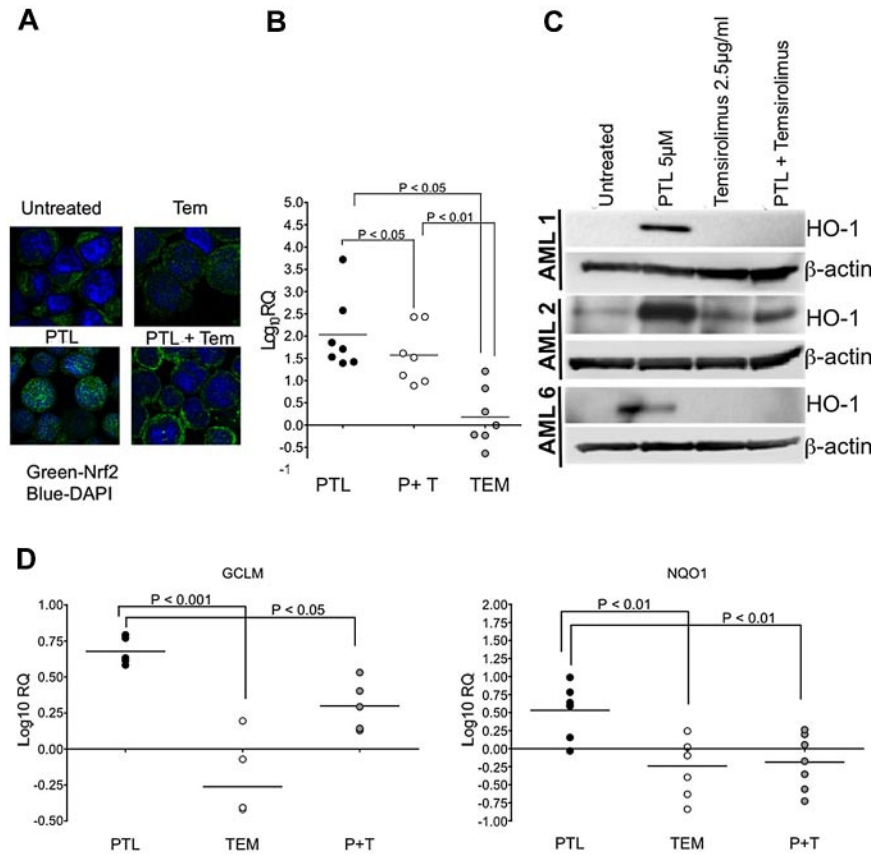 A
Untreated
Tem
PTL
PTL + Tem
Green-Nrf2
Blue-DAPI
B
P < 0.05
P < 0.01
P < 0.05
Log10RQ
5.0
4.5
4.0
3.5
3.0
2.5
2.0
1.5
1.0
0.5
0.0
-0.5
-1
PTL
P+ T
TEM
C
Untreated
PTL 5µM
Temsirolimus 2.5µg/ml
PTL + Temsirolimus
AML 1
HO-1
β-actin
AML 2
HO-1
β-actin
AML 6
HO-1
β-actin
D
GCLM
P < 0.001
P < 0.05
Log10 RQ
1.00
0.75
0.50
0.25
0.00
-0.25
-0.50
PTL
TEM
P+T
NQO1
P < 0.01
P < 0.01
Log10 RQ
2.00
1.75
1.50
1.25
1.00
0.75
0.50
0.25
0.00
-0.25
-0.50
-0.75
-1.00
PTL
TEM
P+T